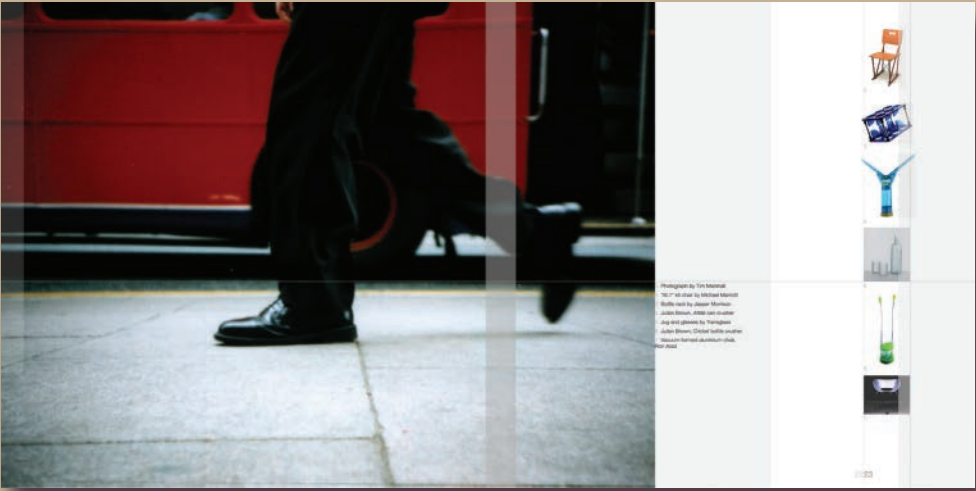 Photograph by Tim Marshall
kit chair by Michael Marriott
Bottle rack by Jasper Morrison
Julian Brown, Attila can crusher
Jug and glasses by Transglass
Julian Brown, Cricket bottle crusher
Vacuum-formed aluminium chair,
Ron Arad